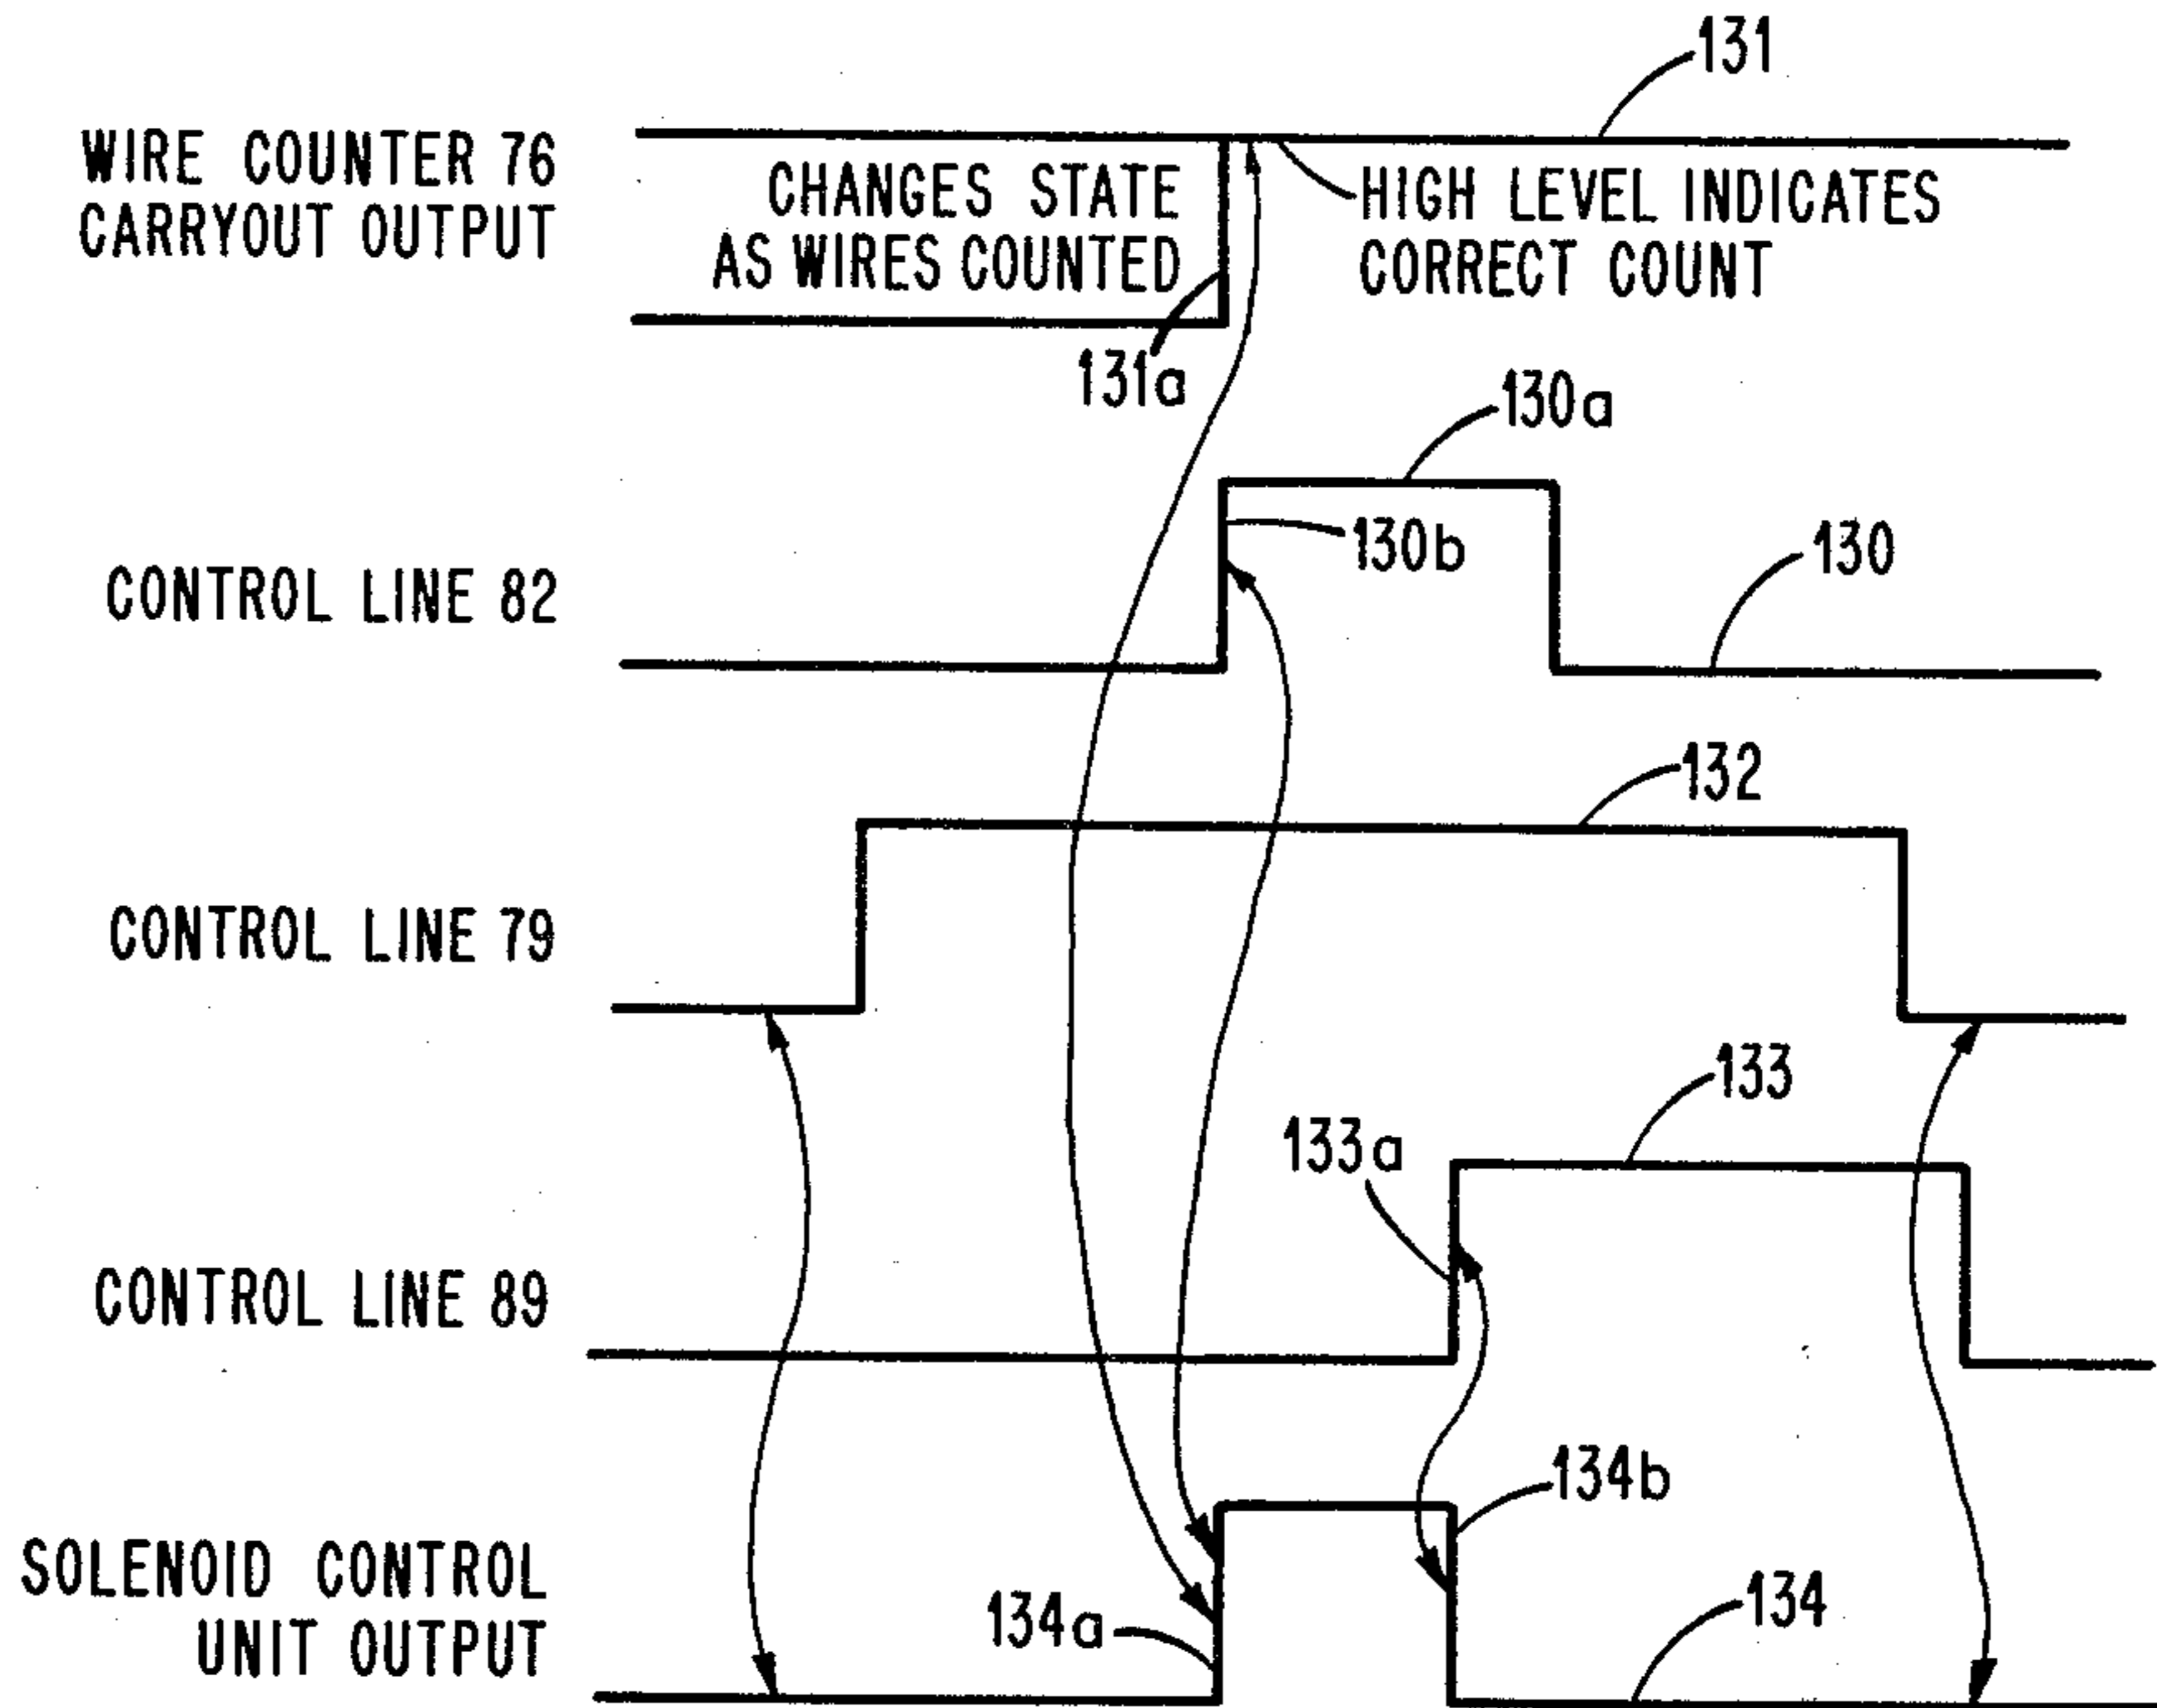 131
WIRE COUNTER 76
CARRYOUT OUTPUT
CHANGES STATE
AS WIRES COUNTED
HIGH LEVEL INDICATES
CORRECT COUNT
131a
130a
130b
130
CONTROL LINE 82
132
CONTROL LINE 79
133
133a
CONTROL LINE 89
134b
SOLENOID CONTROL
UNIT OUTPUT
134a
134